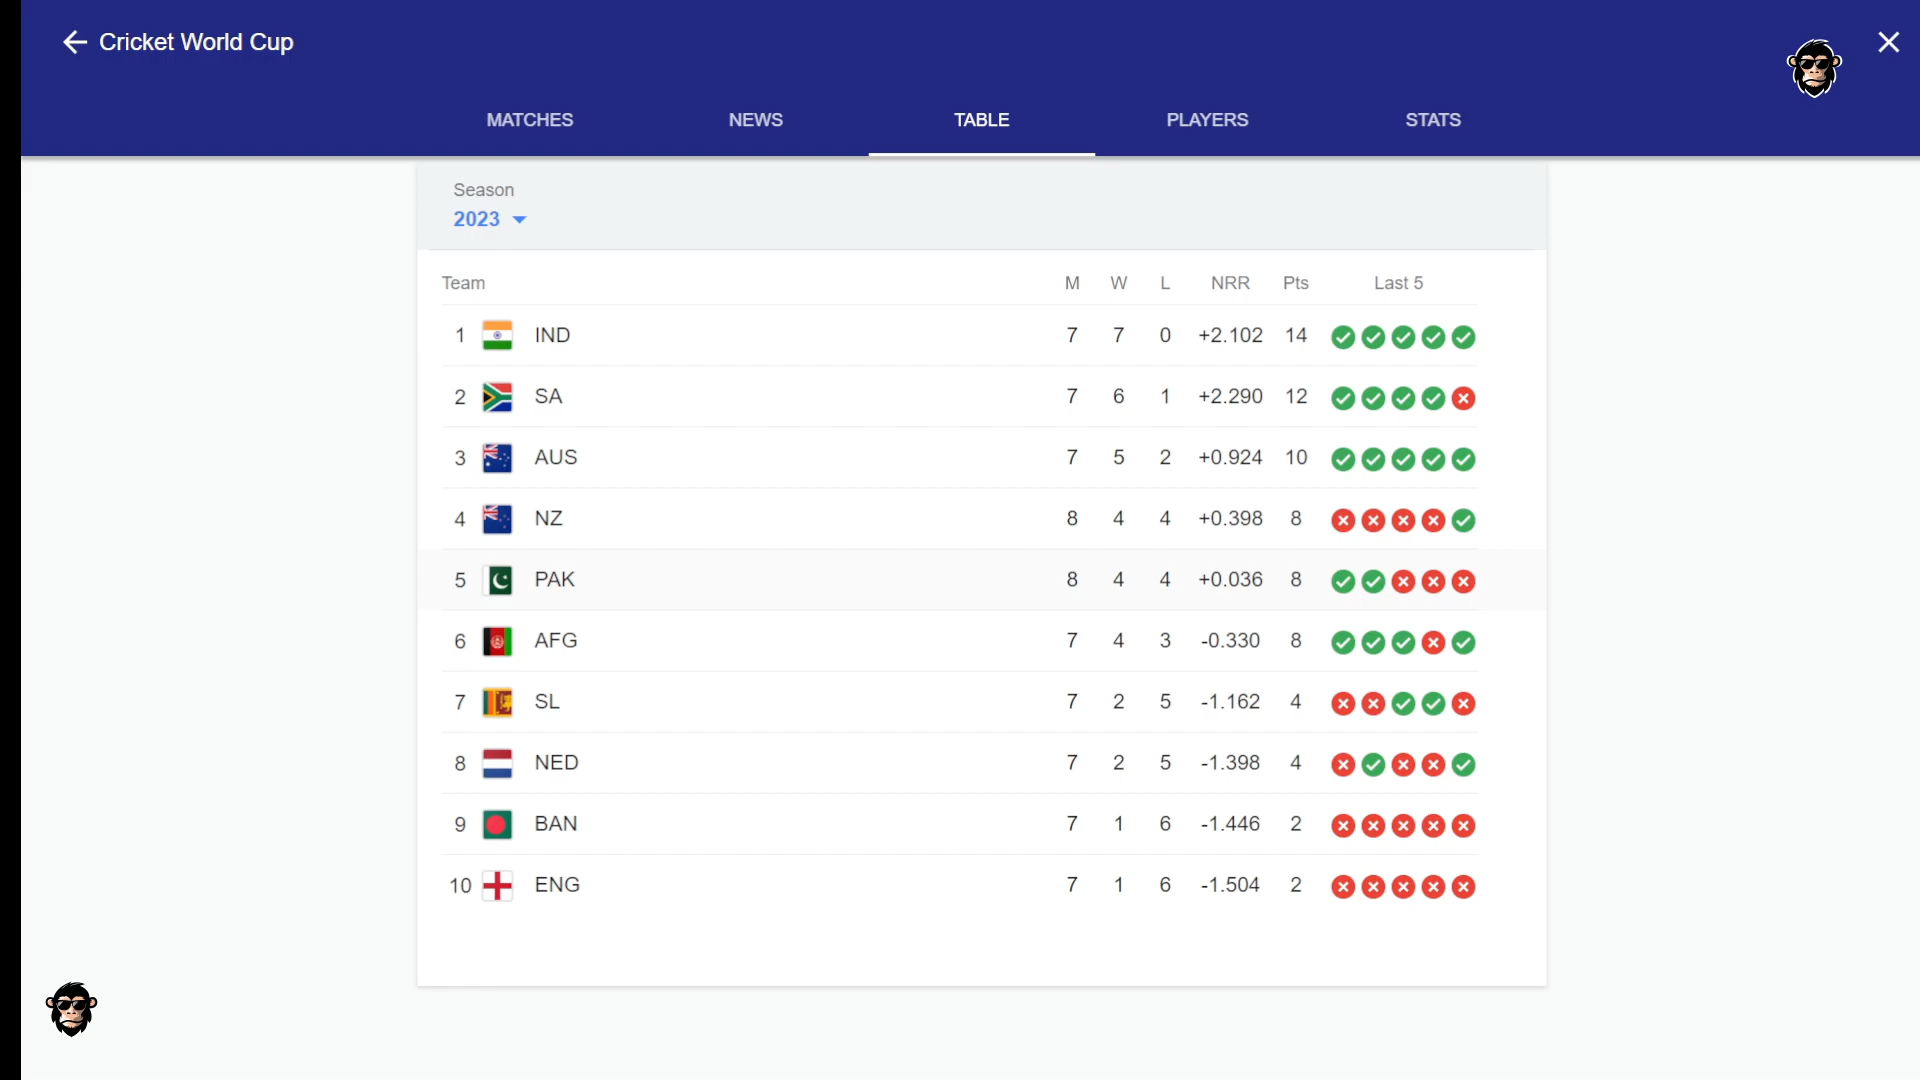 Cricket World Cup
MATCHES NEWS TABLE PLAYERS STATS
Season
2023
Team M W L NRR Pts Last 5
1 IND 7 7 0 +2.102 14
2 SA 7 6 1 +2.290 12
3 AUS 7 5 2 +0.924 10
4 NZ 8 4 4 +0.398 8
5 PAK 8 4 4 +0.036 8
6 AFG 7 4 3 -0.330 8
7 SL 7 2 5 -1.162 4
8 NED 7 2 5 -1.398 4
9 BAN 7 1 6 -1.446 2
10 ENG 7 1 6 -1.504 2